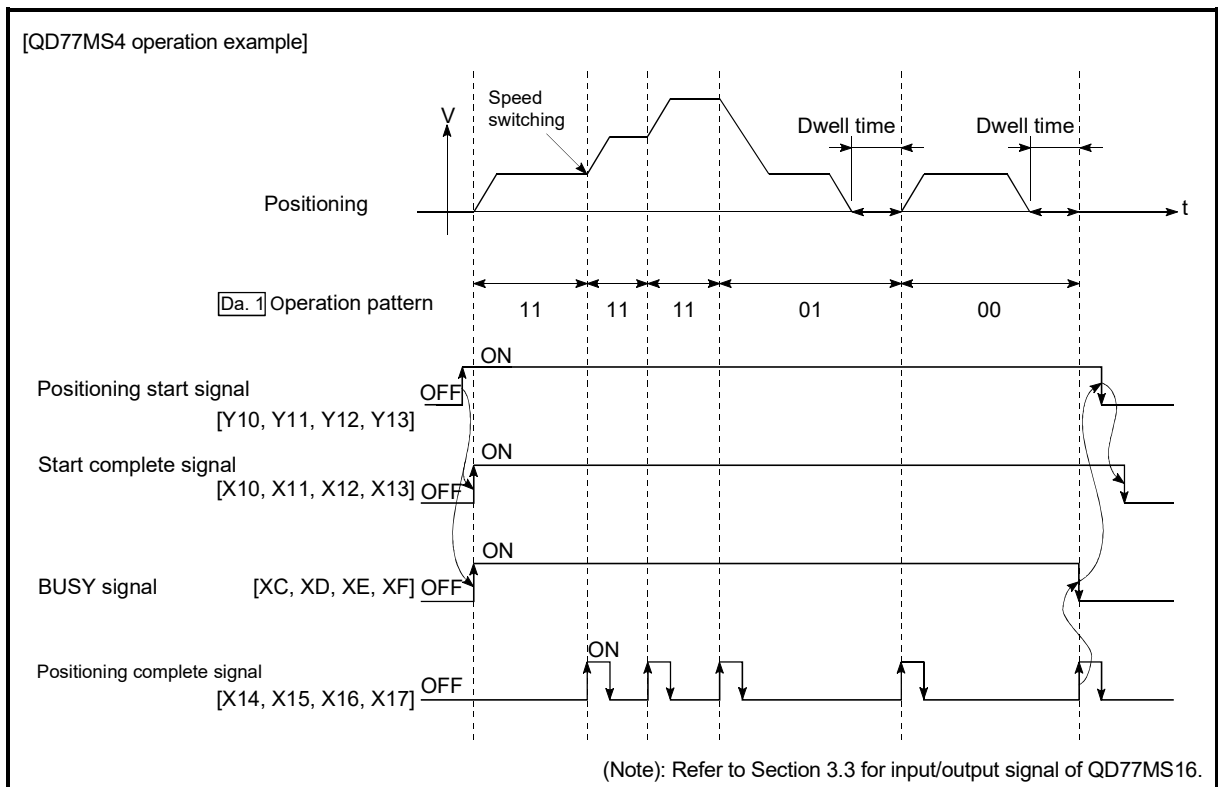 [QD77MS4 operation example]
V
Speed
switching
Dwell time
Dwell time
Positioning
t
Da. 1 Operation pattern
11
11
11
01
00
ON
Positioning start signal
OFF
[Y10, Y11, Y12, Y13]
ON
Start complete signal
[X10, X11, X12, X13]
OFF
ON
BUSY signal
[XC, XD, XE, XF]
OFF
ON
Positioning complete signal
OFF
[X14, X15, X16, X17]
(Note): Refer to Section 3.3 for input/output signal of QD77MS16.